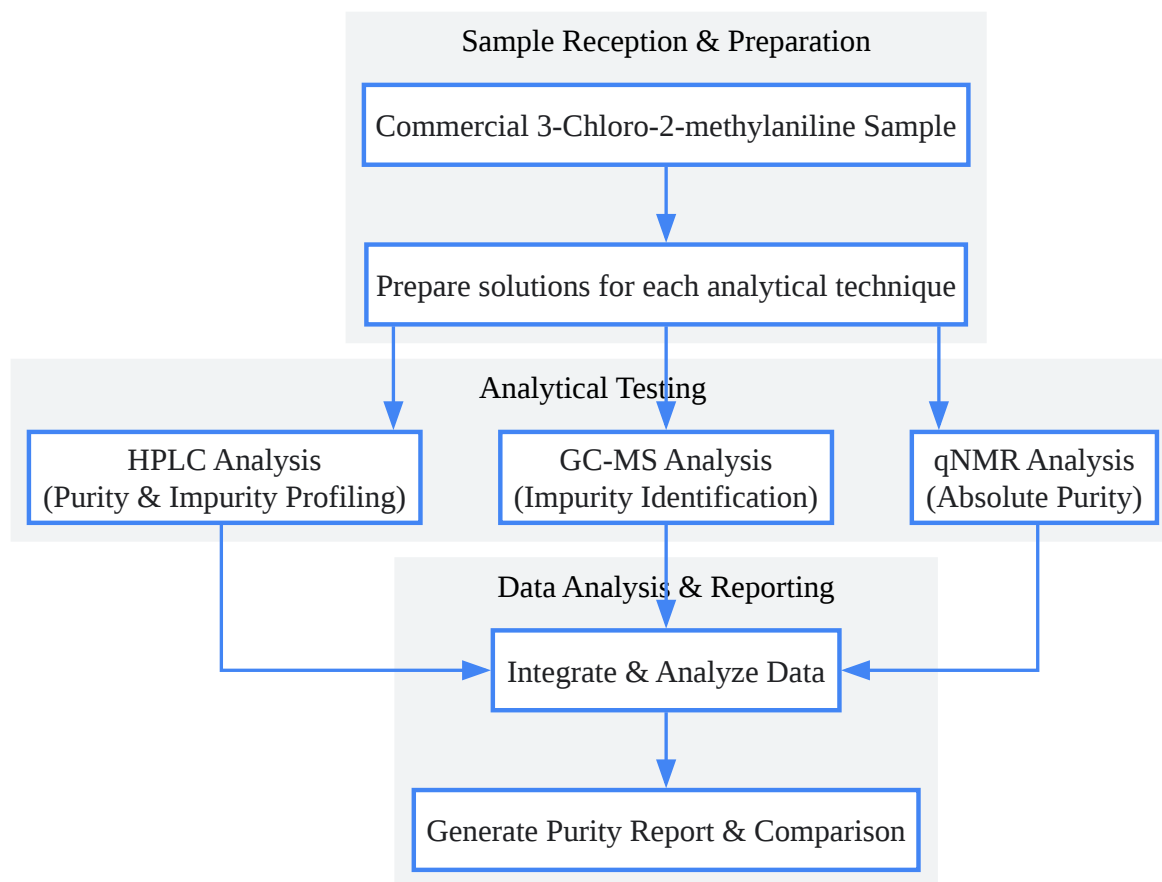 Sample Reception & Preparation
Commercial 3-Chloro-2-methylaniline Sample
Prepare solutions for each analytical technique
Analytical Testing
HPLC Analysis
(Purity & Impurity Profiling)
GC-MS Analysis
(Impurity Identification)
qNMR Analysis
(Absolute Purity)
Data Analysis & Reporting
Integrate & Analyze Data
Generate Purity Report & Comparison